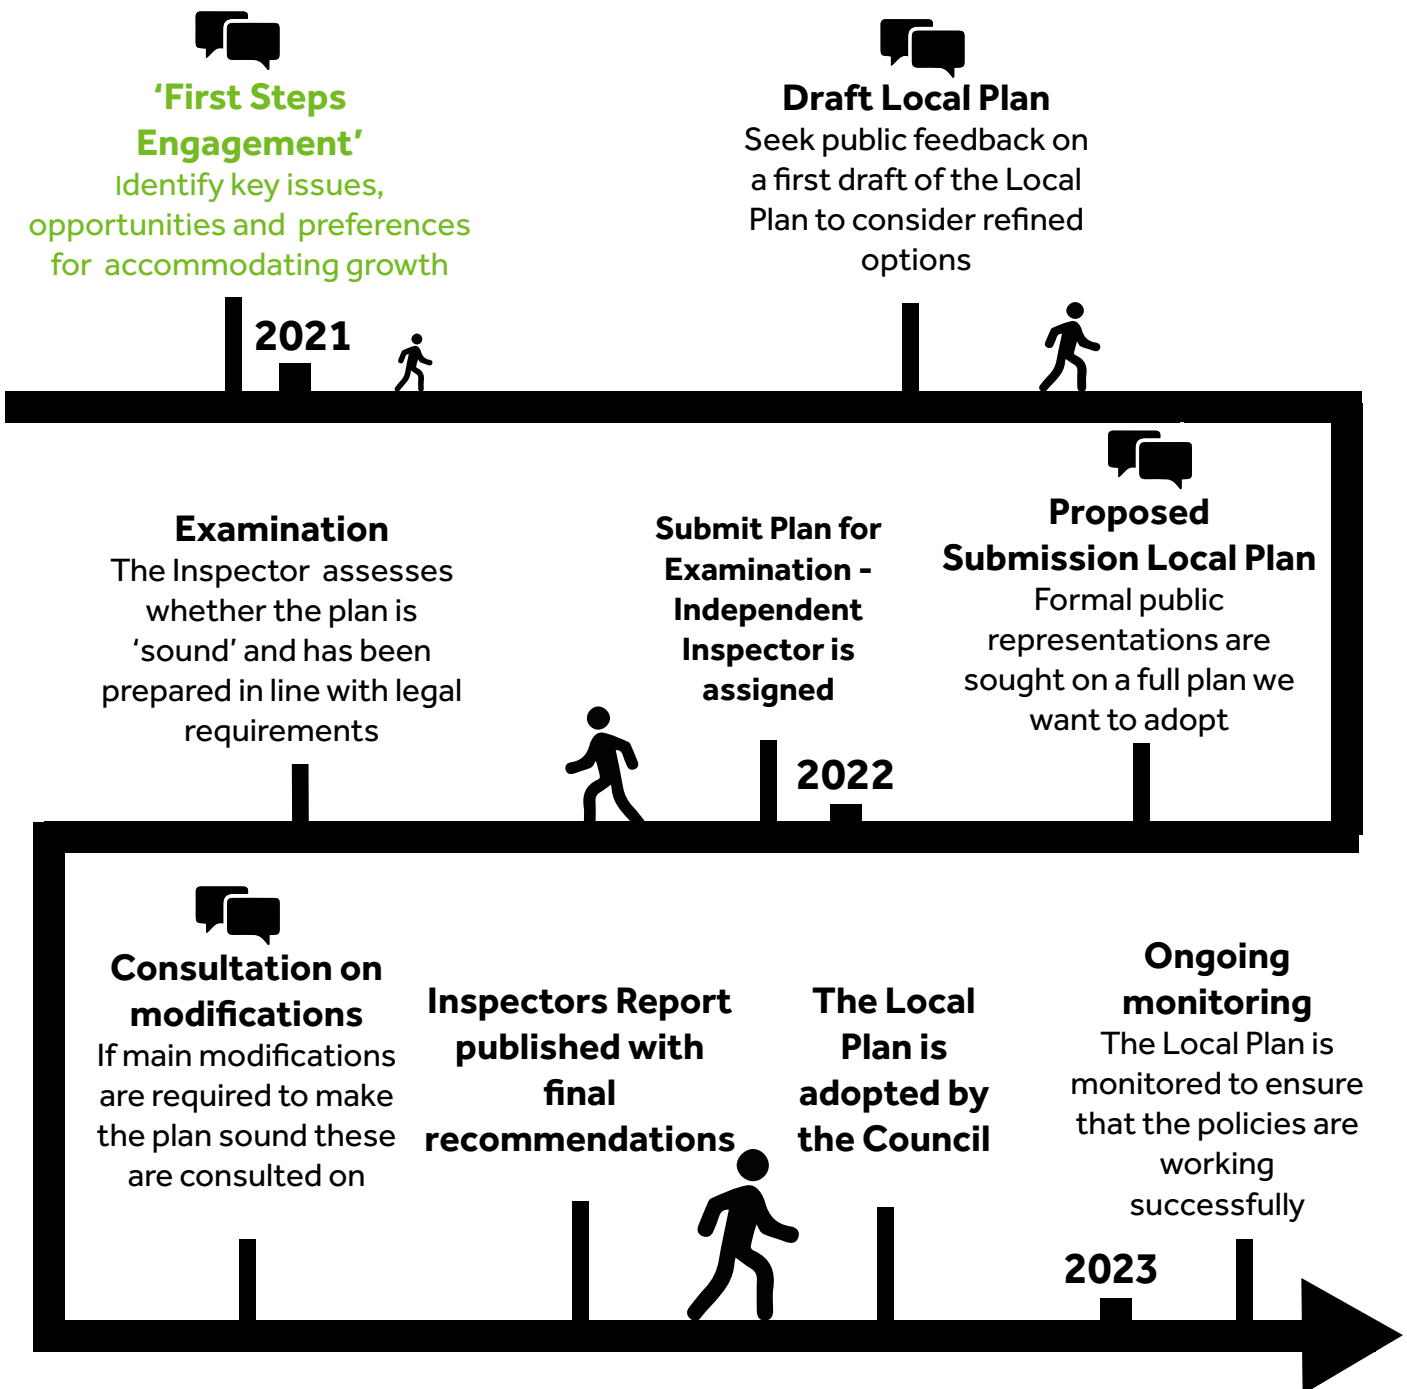 ‘First Steps
Engagement’
Identify key issues,
opportunities and preferences
for accommodating growth
2021
Draft Local Plan
Seek public feedback on
a first draft of the Local
Plan to consider refined
options
Proposed
Submission Local Plan
Formal public
representations are
sought on a full plan we
want to adopt
2022
Submit Plan for
Examination -
Independent
Inspector is
assigned
Examination
The Inspector assesses
whether the plan is
‘sound’ and has been
prepared in line with legal
requirements
Consultation on
modifications
If main modifications
are required to make
the plan sound these
are consulted on
Inspectors Report
published with
final
recommendations
The Local
Plan is
adopted by
the Council
2023
Ongoing
monitoring
The Local Plan is
monitored to ensure
that the policies are
working
successfully